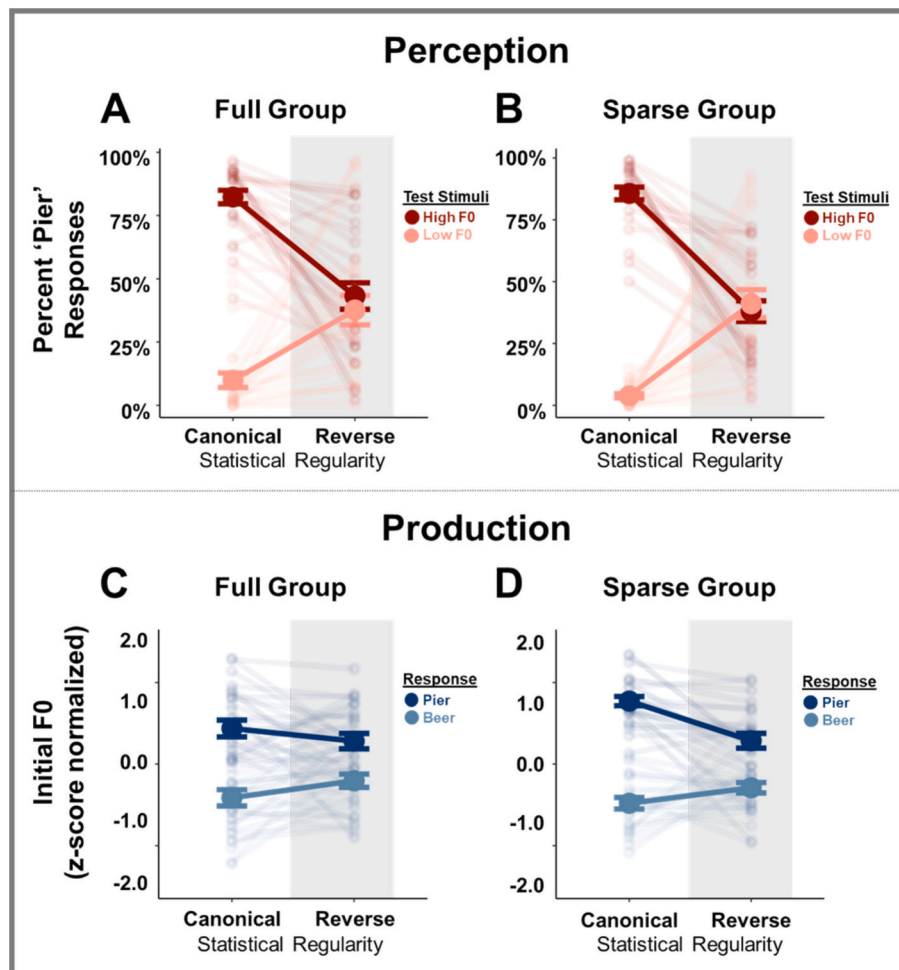 Perception
A
Full Group
B
Sparse Group
Percent ‘Pier’
Responses
100%
75%
50%
25%
0%
Test Stimuli
High F0
Low F0
Canonical Reverse
Statistical Regularity
100%
75%
50%
25%
0%
Test Stimuli
High F0
Low F0
Canonical Reverse
Statistical Regularity
Production
C
Full Group
D
Sparse Group
Initial F0
(z-score normalized)
2.0
1.0
0.0
-1.0
-2.0
Response
Pier
Beer
Canonical Reverse
Statistical Regularity
2.0
1.0
0.0
-1.0
-2.0
Response
Pier
Beer
Canonical Reverse
Statistical Regularity